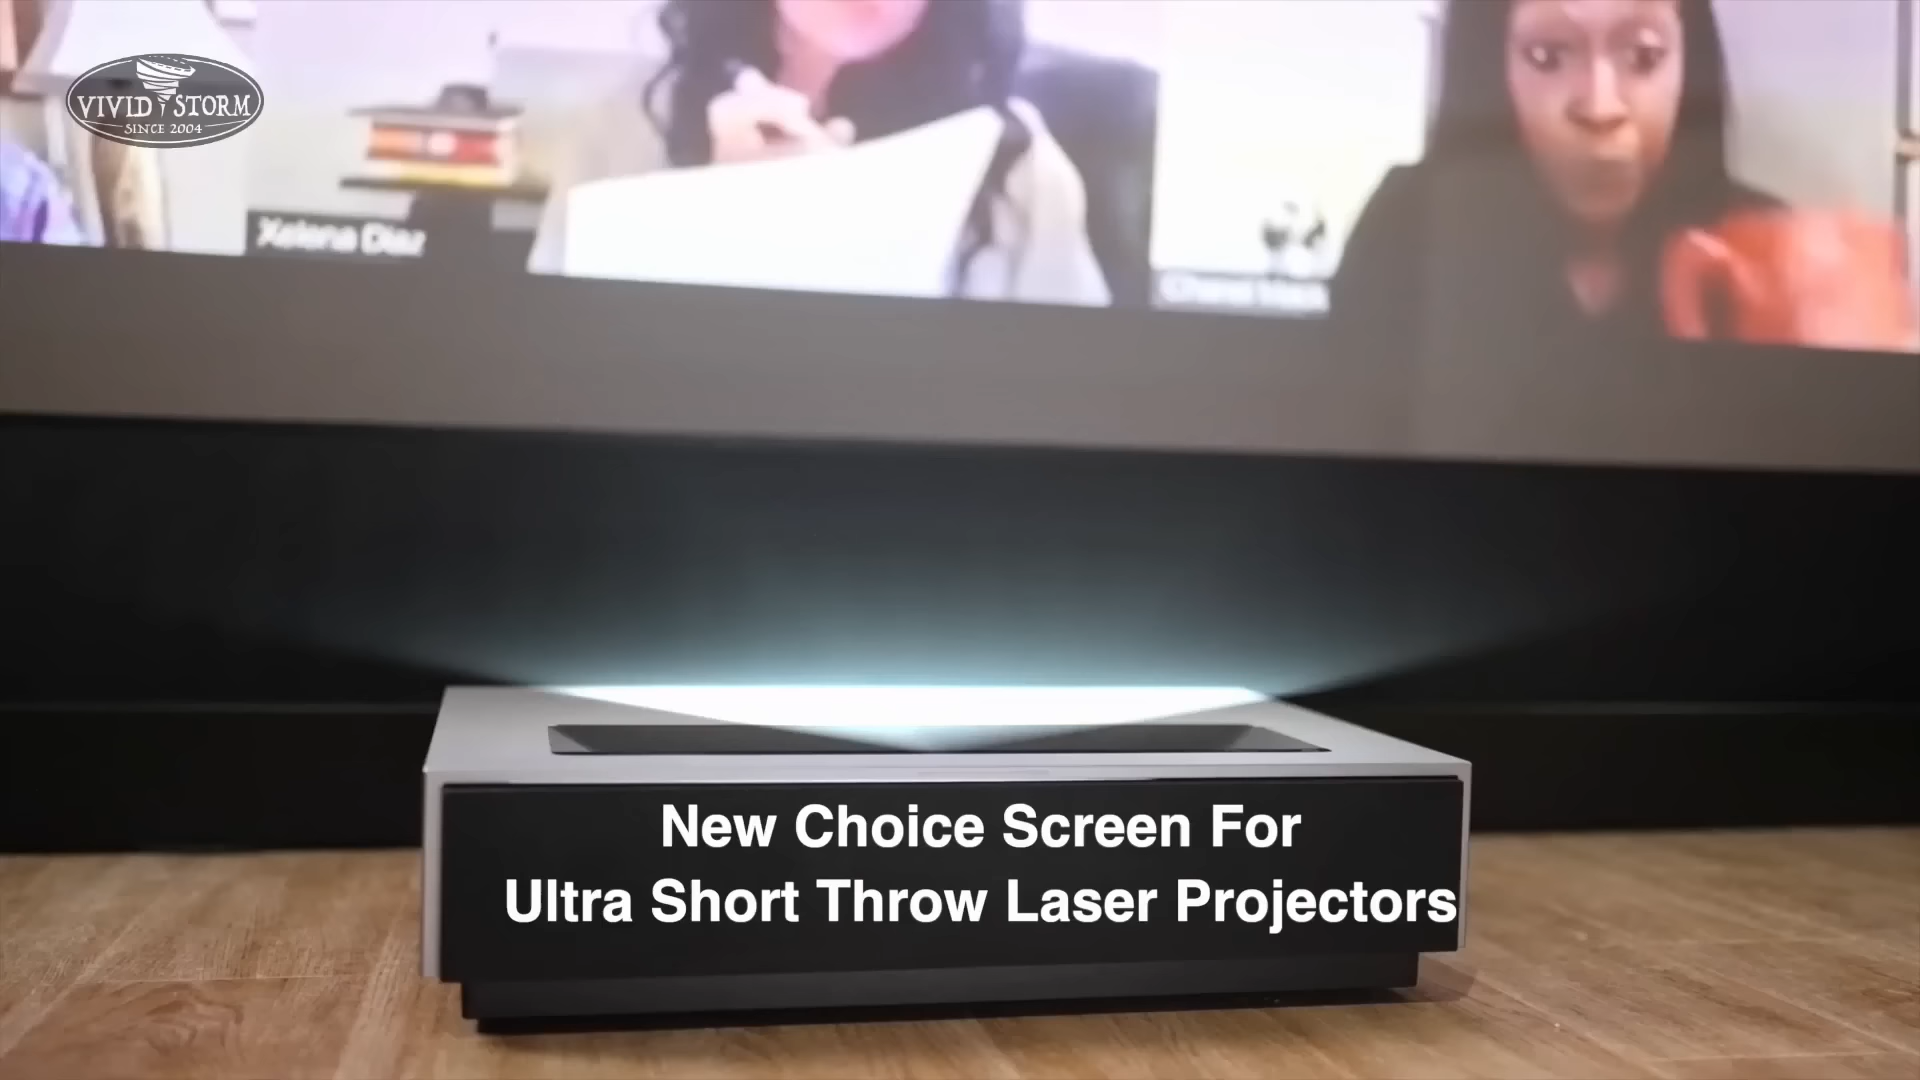 VIVID STORM
SINCE 2004
Xelena Diaz
New Choice Screen For
Ultra Short Throw Laser Projectors